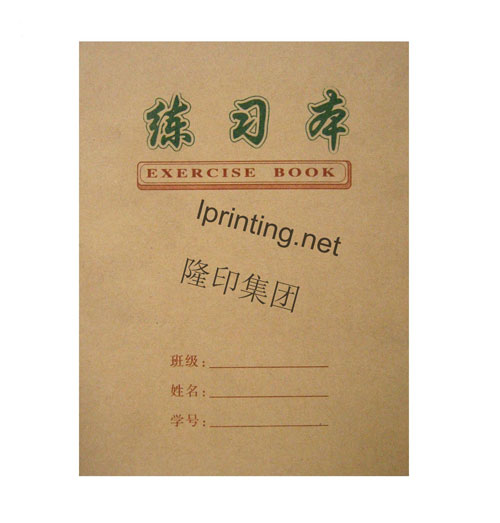 练习本
EXERCISE BOOK
lprinting.net
隆印集团
班级:
姓名:
学号: